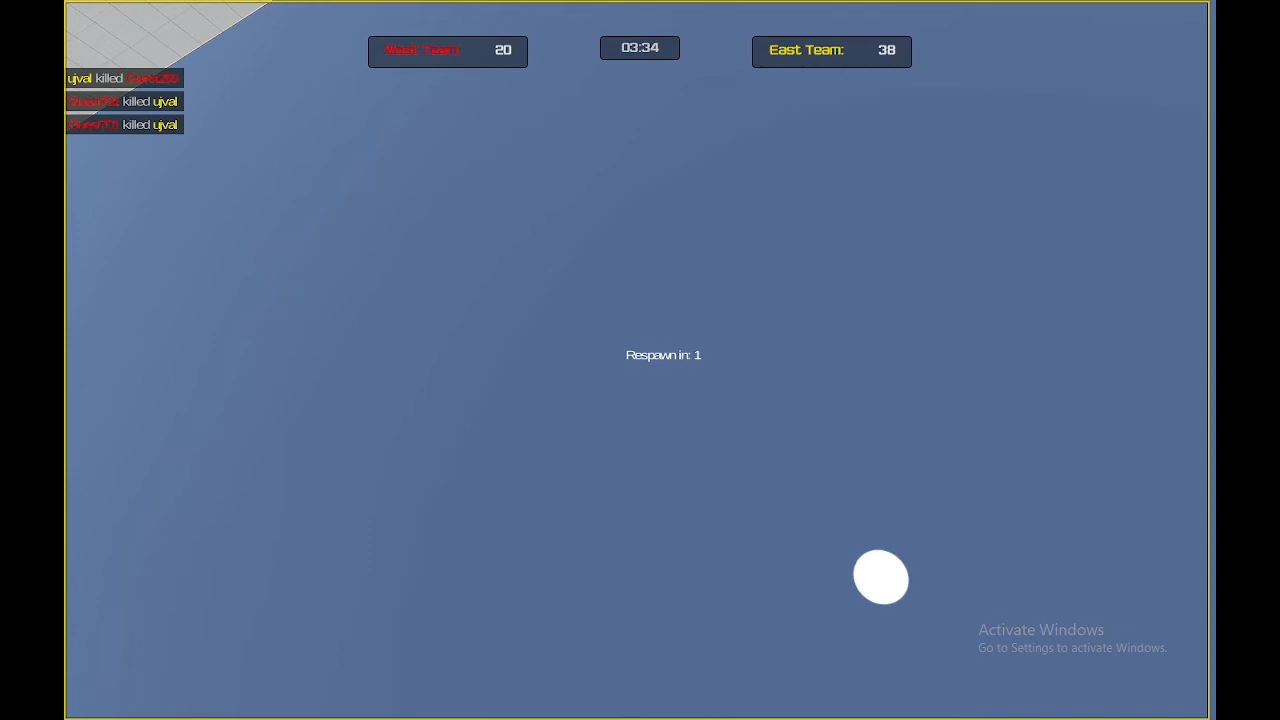 West Team: 20
03:34
East Team: 38
ujval killed
killed ujval
killed ujval
Respawn in: 1
Activate Windows
Go to Settings to activate Windows.